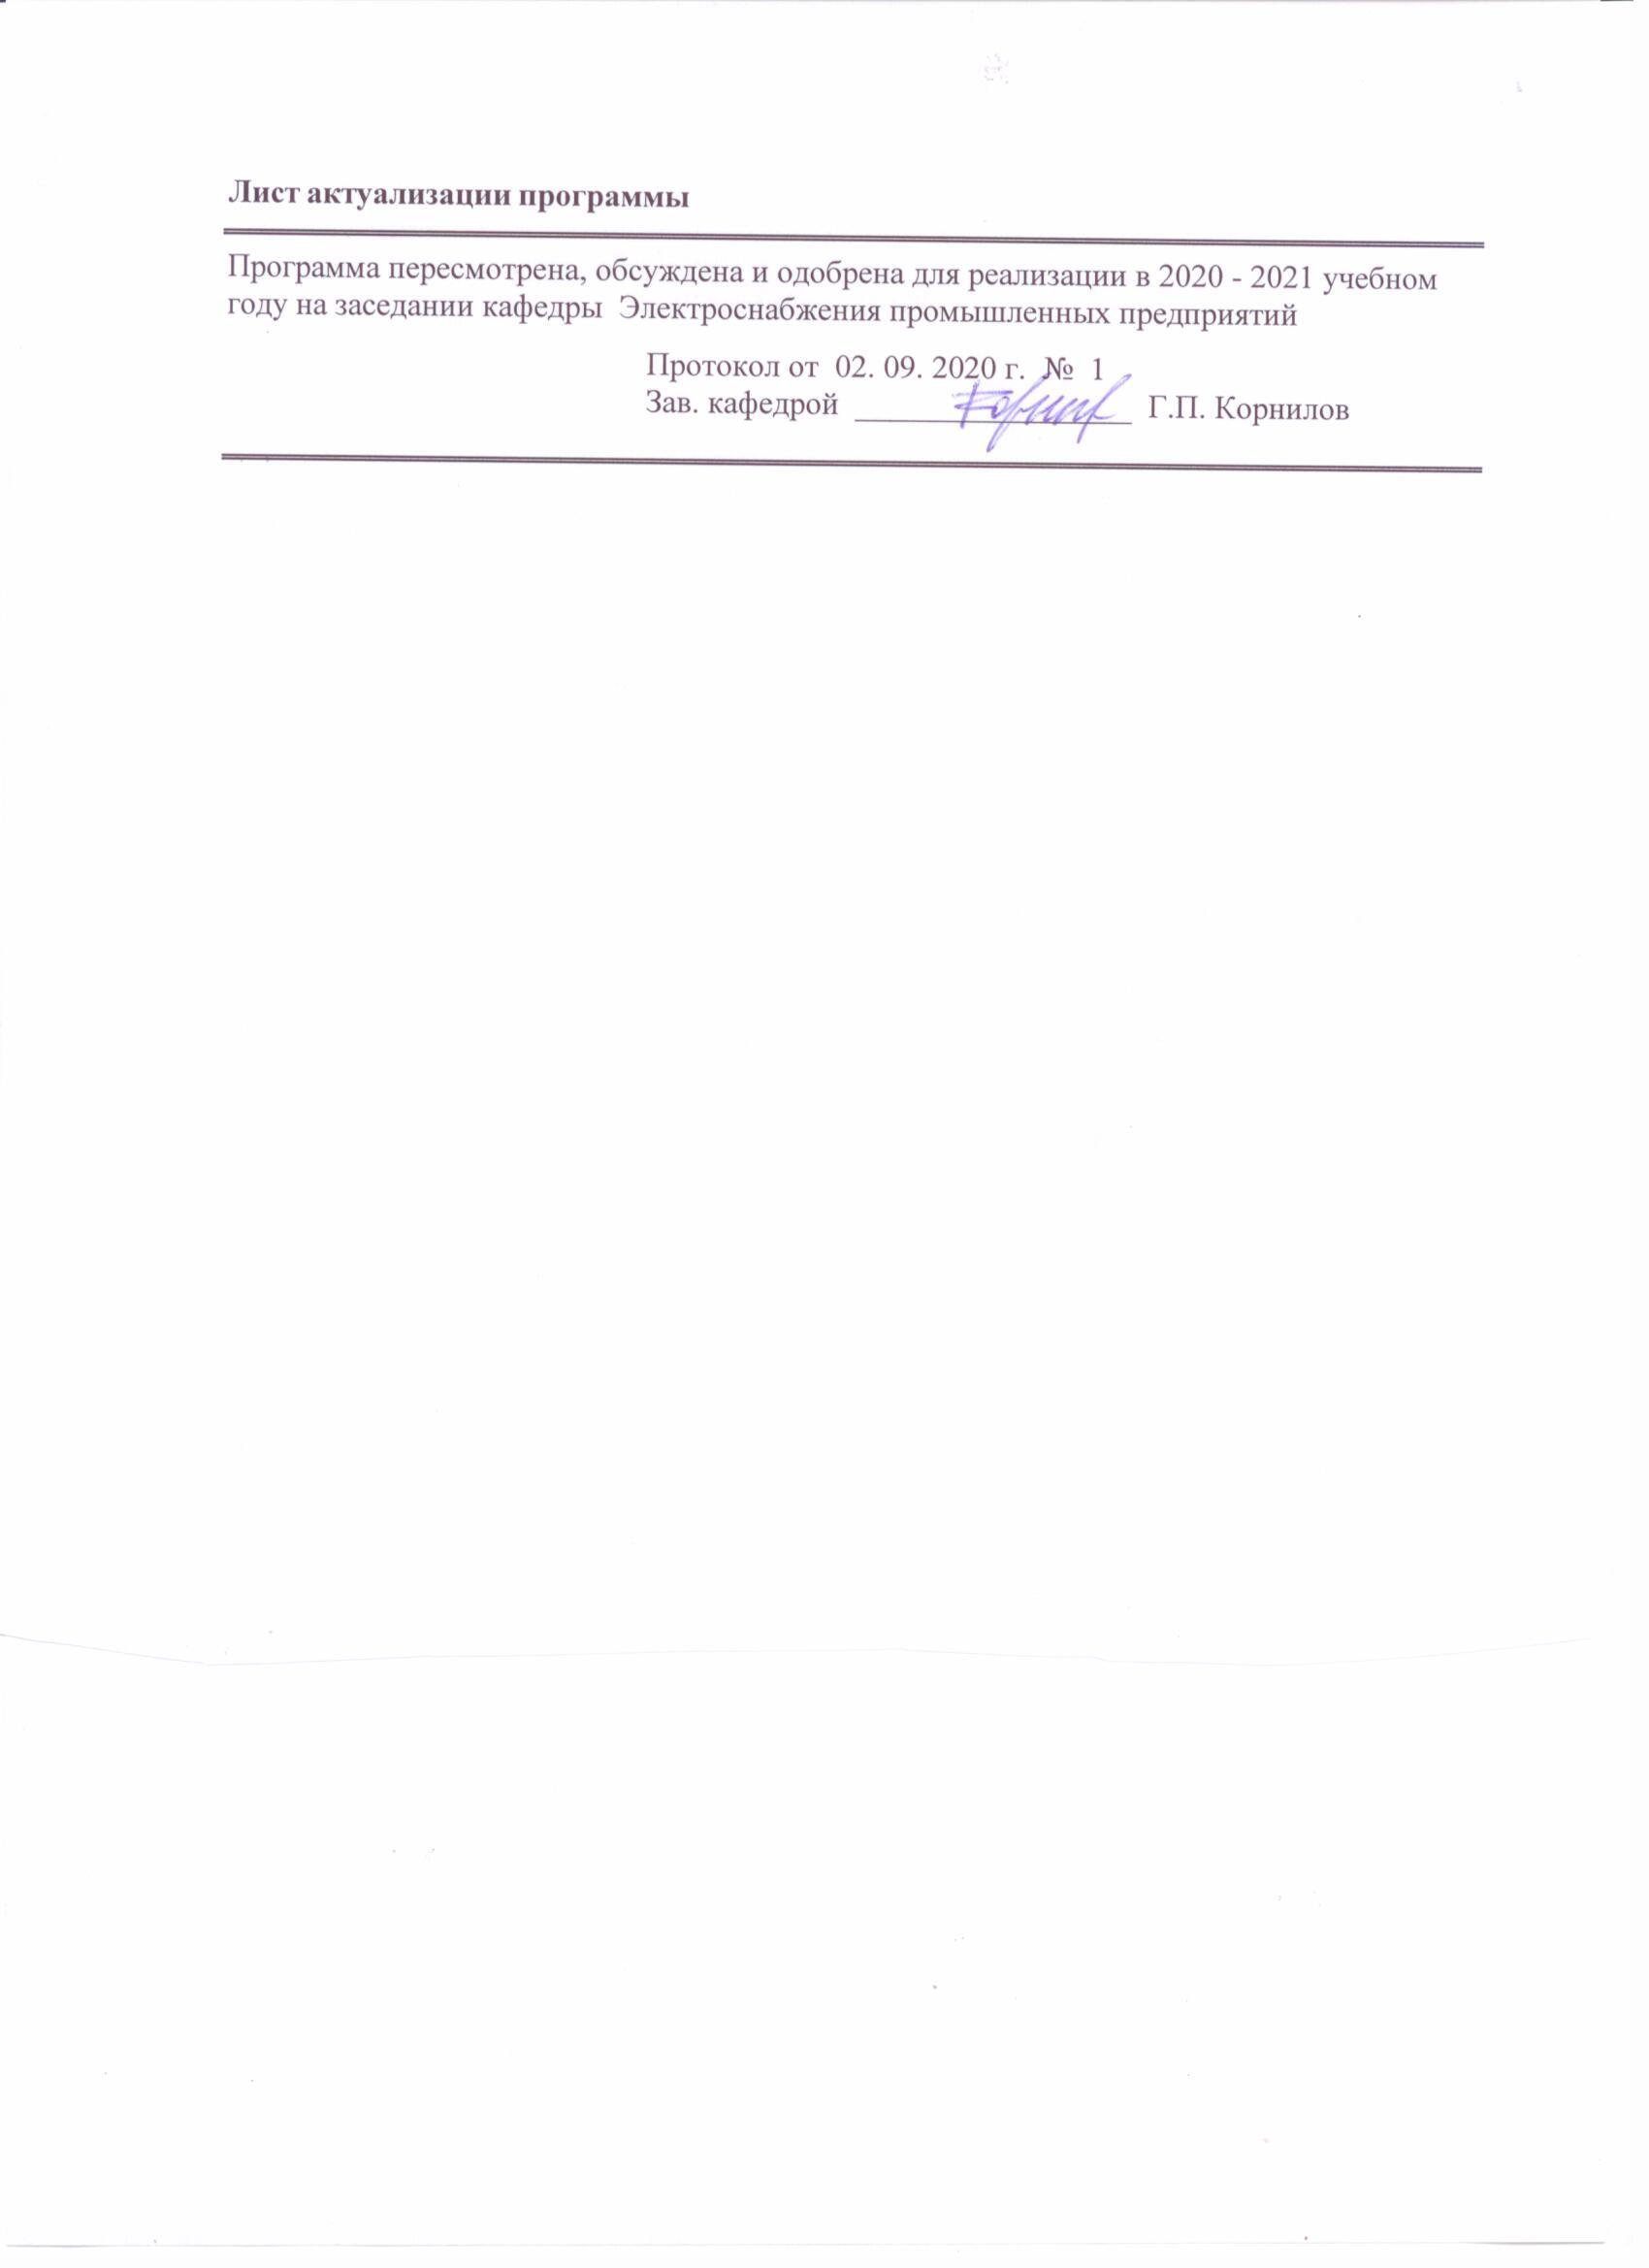 Лист актуализации программы
Программа пересмотрена, обсуждена и одобрена для реализации в 2020 - 2021 учебном
году на заседании кафедры Электроснабжения промышленных предприятий
Протокол от 02. 09. 2020 г. № 1
Зав. кафедрой ____________________ Г.П. Корнилов